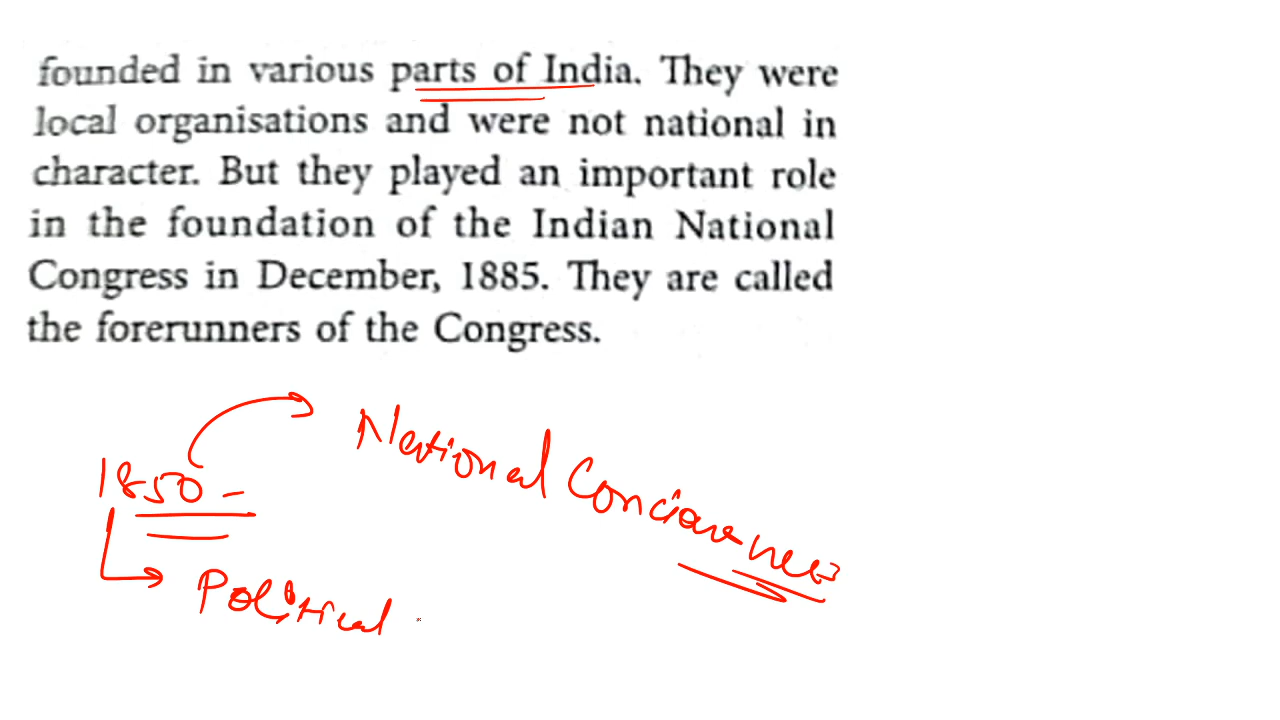 founded in various parts of India. They were
local organisations and were not national in
character. But they played an important role
in the foundation of the Indian National
Congress in December, 1885. They are called
the forerunners of the Congress.
National Conciousness
1850 -
Political